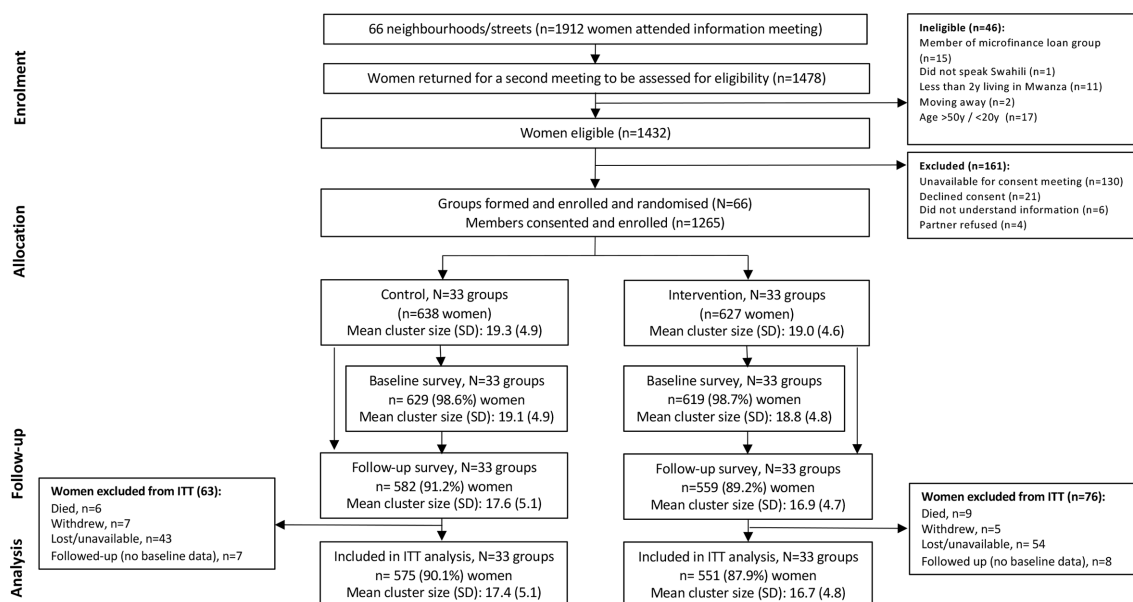 Enrolment
66 neighbourhoods/streets (n=1912 women attended information meeting)
Women returned for a second meeting to be assessed for eligibility (n=1478)
Ineligible (n=46):
Member of microfinance loan group
(n=15)
Did not speak Swahili (n=1)
Less than 2y living in Mwanza (n=11)
Moving away (n=2)
Age >50y / <20y (n=17)
Women eligible (n=1432)
Excluded (n=161):
Unavailable for consent meeting (n=130)
Declined consent (n=21)
Did not understand information (n=6)
Partner refused (n=4)
Allocation
Groups formed and enrolled and randomised (N=66)
Members consented and enrolled (n=1265)
Control, N=33 groups
(n=638 women)
Mean cluster size (SD): 19.3 (4.9)
Intervention, N=33 groups
(n=627 women)
Mean cluster size (SD): 19.0 (4.6)
Baseline survey, N=33 groups
n= 629 (98.6%) women
Mean cluster size (SD): 19.1 (4.9)
Baseline survey, N=33 groups
n=619 (98.7%) women
Mean cluster size (SD): 18.8 (4.8)
Follow-up
Follow-up survey, N=33 groups
n= 582 (91.2%) women
Mean cluster size (SD): 17.6 (5.1)
Follow-up survey, N=33 groups
n=559 (89.2%) women
Mean cluster size (SD): 16.9 (4.7)
Women excluded from ITT (63):
Died, n=6
Withdrew, n=7
Lost/unavailable, n=43
Followed-up (no baseline data), n=7
Women excluded from ITT (n=76):
Died, n=9
Withdrew, n=5
Lost/unavailable, n= 54
Followed up (no baseline data), n=8
Analysis
Included in ITT analysis, N=33 groups
n= 575 (90.1%) women
Mean cluster size (SD): 17.4 (5.1)
Included in ITT analysis, N=33 groups
n= 551 (87.9%) women
Mean cluster size (SD): 16.7 (4.8)